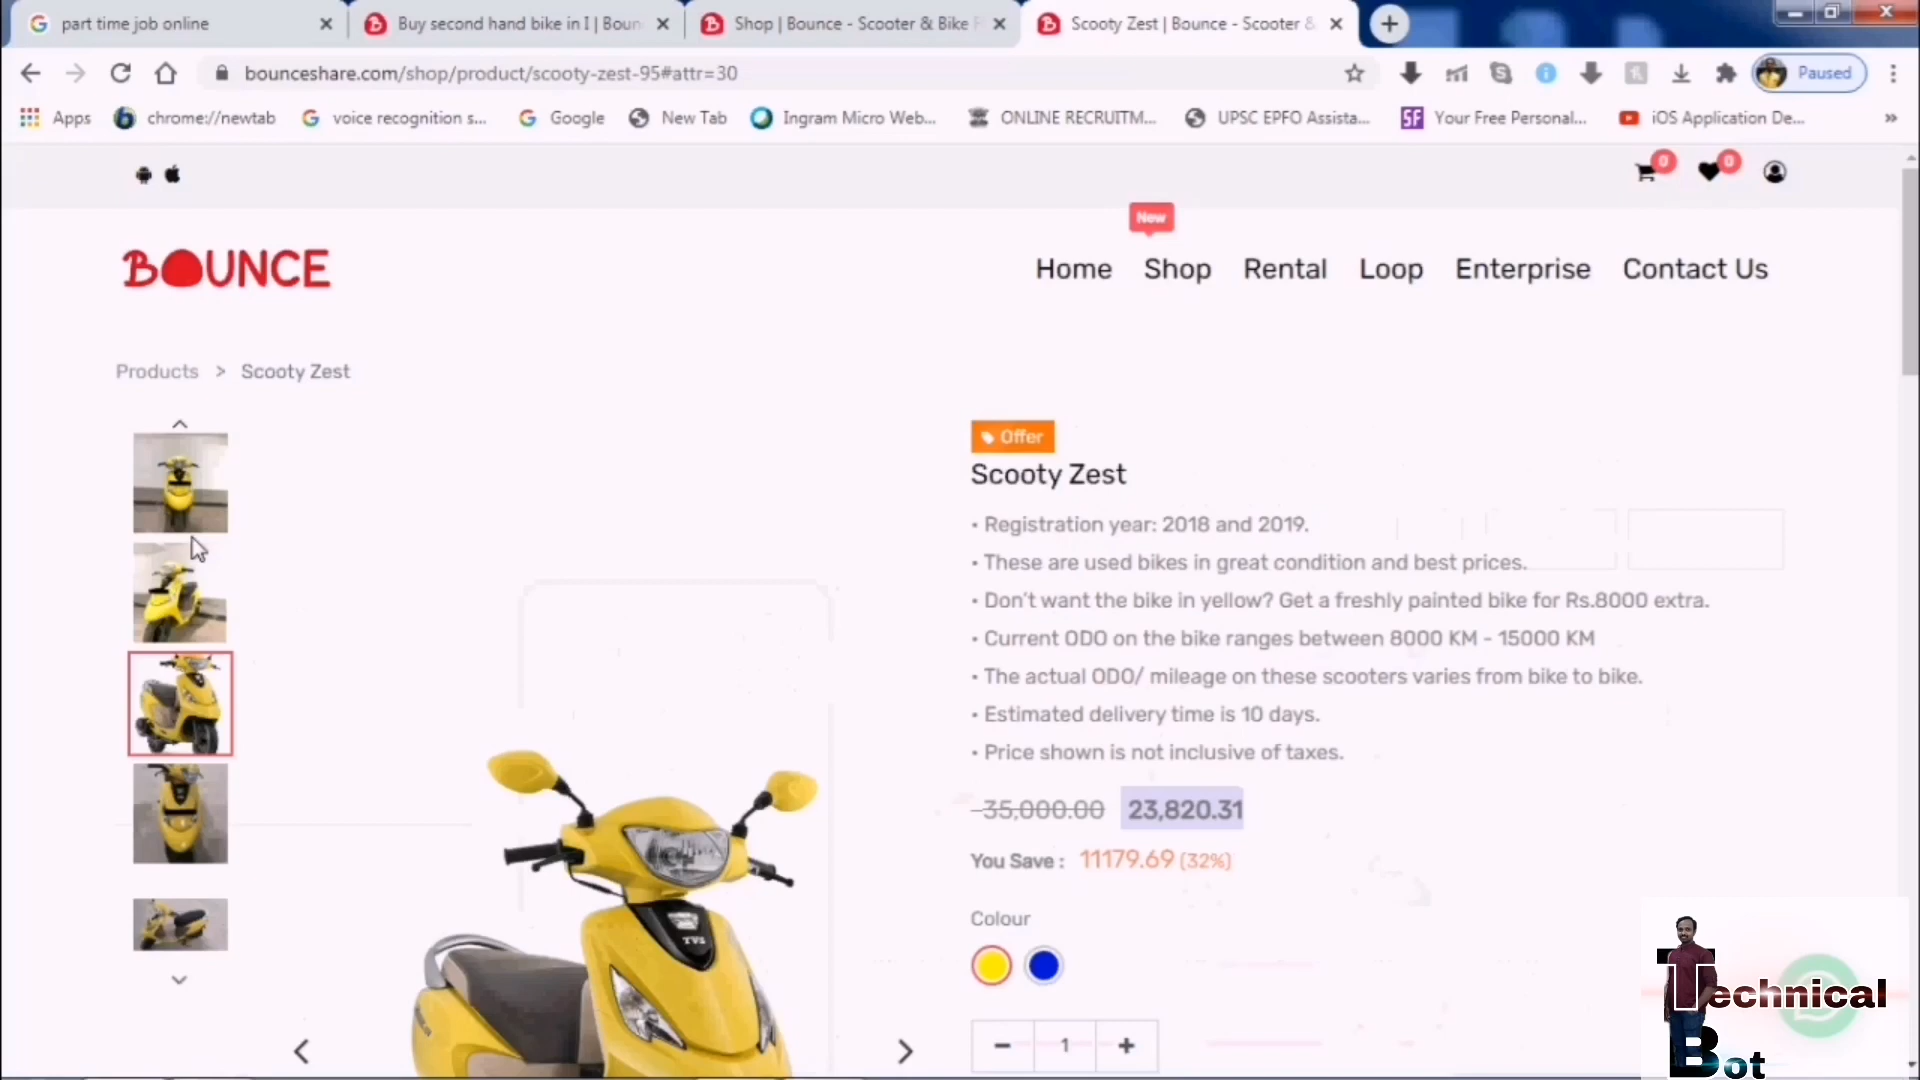 part time job online
Buy second hand bike in I | Boun
Shop | Bounce - Scooter & Bike R
Scooty Zest | Bounce - Scooter &
bounceshare.com/shop/product/scooty-zest-95#attr=30
Paused
Apps
chrome://newtab
voice recognition s...
Google
New Tab
Ingram Micro Web...
ONLINE RECRUITM...
UPSC EPFO Assista...
SF
Your Free Personal...
iOS Application De...
»
0
0
New
BOUNCE
Home
Shop
Rental
Loop
Enterprise
Contact Us
Products > Scooty Zest
Offer
Scooty Zest
• Registration year: 2018 and 2019.
• These are used bikes in great condition and best prices.
• Don't want the bike in yellow? Get a freshly painted bike for Rs.8000 extra.
• Current ODO on the bike ranges between 8000 KM - 15000 KM
• The actual ODO/ mileage on these scooters varies from bike to bike.
• Estimated delivery time is 10 days.
• Price shown is not inclusive of taxes.
35,000.00 23,820.31
You Save : 11179.69 (32%)
Colour
TVS
- 1 +
Technical
Bot